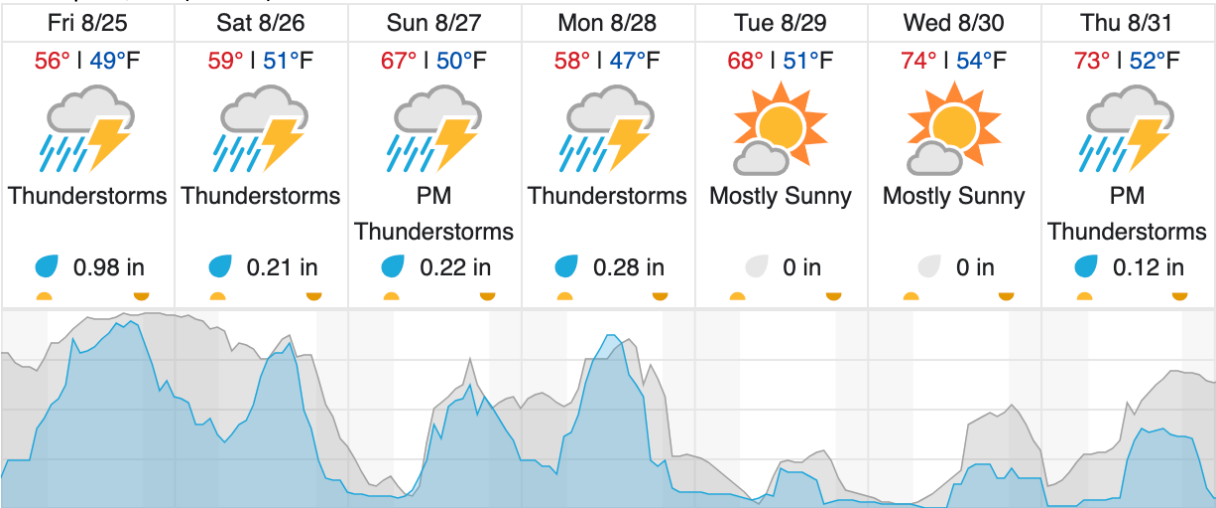 Fri 8/25 Sat 8/26 Sun 8/27 Mon 8/28 Tue 8/29 Wed 8/30 Thu 8/31
56° | 49°F 59° | 51°F 67° | 50°F 58° | 47°F 68° | 51°F 74° | 54°F 73° | 52°F
Thunderstorms Thunderstorms PM Thunderstorms Mostly Sunny Mostly Sunny PM
Thunderstorms Thunderstorms
0.98 in 0.21 in 0.22 in 0.28 in 0 in 0 in 0.12 in